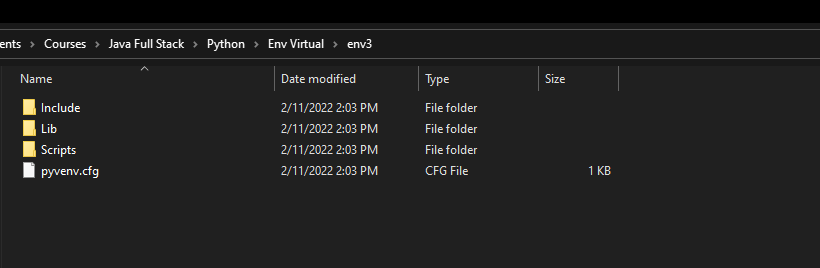 ents > Courses > Java Full Stack > Python > Env Virtual > env3
Name Date modified Type Size
Include 2/11/2022 2:03 PM File folder
Lib 2/11/2022 2:03 PM File folder
Scripts 2/11/2022 2:03 PM File folder
pyvenv.cfg 2/11/2022 2:03 PM CFG File 1 KB